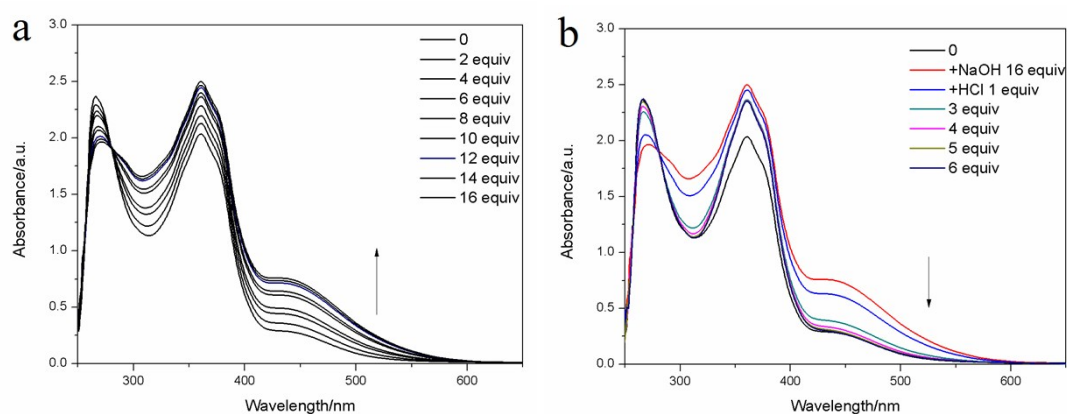 a
3.0
2.5
2.0
1.5
1.0
0.5
0.0
Absorbance/a.u.
300
400
500
600
Wavelength/nm
0
2 equiv
4 equiv
6 equiv
8 equiv
10 equiv
12 equiv
14 equiv
16 equiv
b
3.0
2.5
2.0
1.5
1.0
0.5
0.0
Absorbance/a.u.
300
400
500
600
Wavelength/nm
0
+NaOH 16 equiv
+HCl 1 equiv
3 equiv
4 equiv
5 equiv
6 equiv